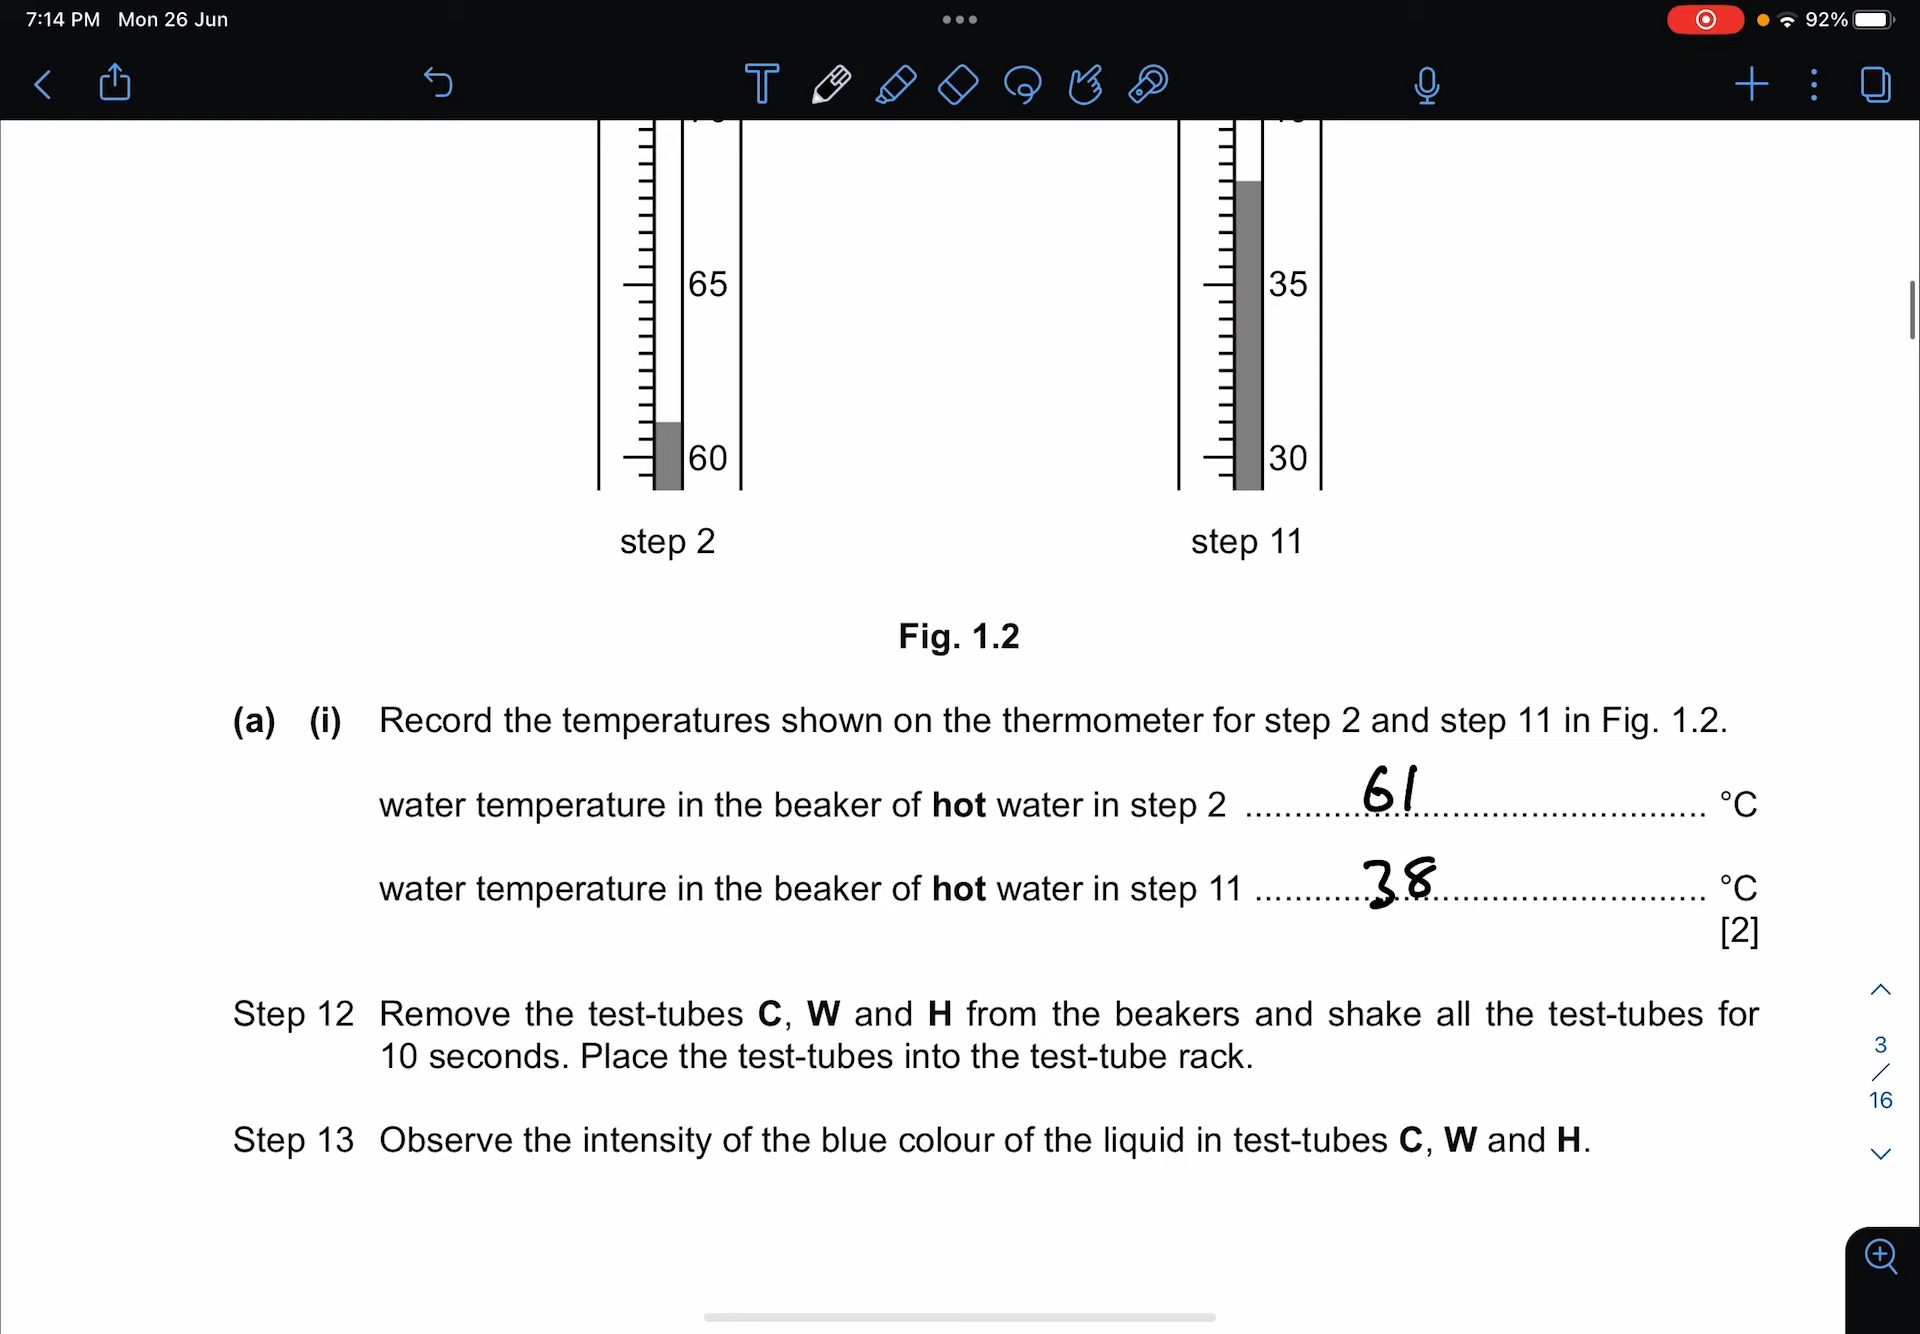 7:14 PM Mon 26 Jun
92%
65
35
60
30
step 2
step 11
Fig. 1.2
(a) (i) Record the temperatures shown on the thermometer for step 2 and step 11 in Fig. 1.2.
water temperature in the beaker of hot water in step 2 ........61........ °C
water temperature in the beaker of hot water in step 11 ........38........ °C
[2]
Step 12 Remove the test-tubes C, W and H from the beakers and shake all the test-tubes for
10 seconds. Place the test-tubes into the test-tube rack.
3
/
16
Step 13 Observe the intensity of the blue colour of the liquid in test-tubes C, W and H.